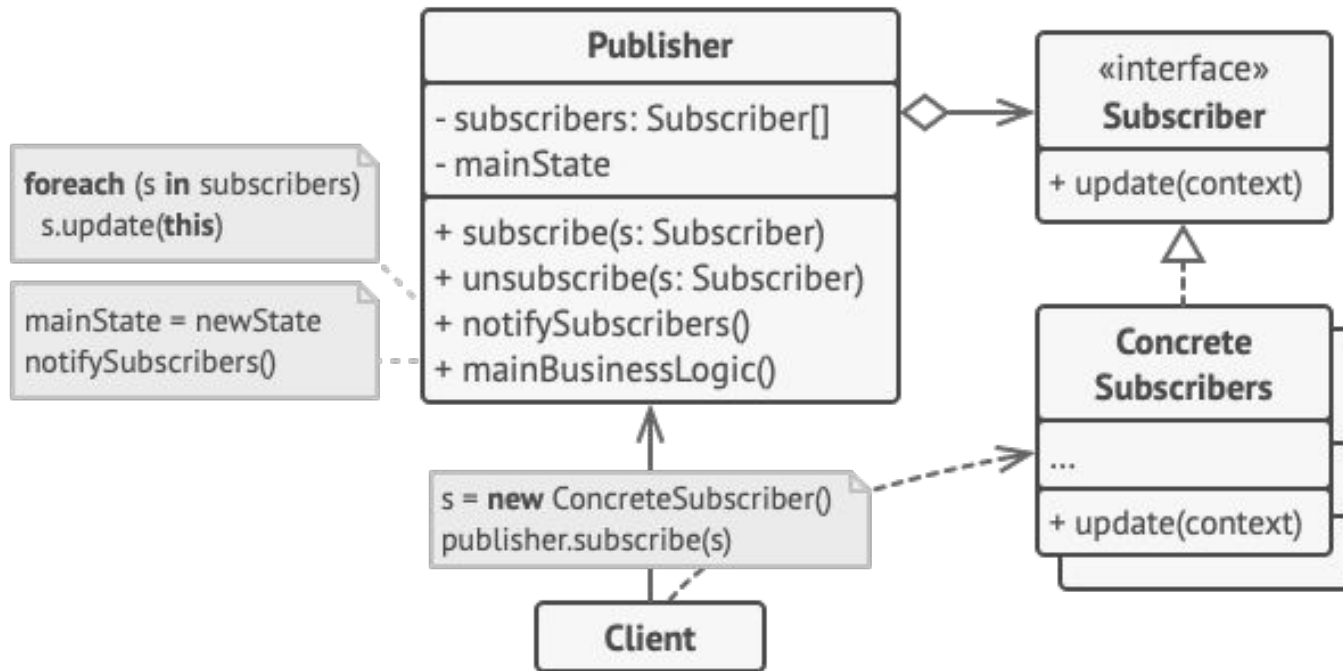 Publisher
- subscribers: Subscriber[]
- mainState
+ subscribe(s: Subscriber)
+ unsubscribe(s: Subscriber)
+ notifySubscribers()
+ mainBusinessLogic()
«interface»
Subscriber
+ update(context)
foreach (s in subscribers)
s.update(this)
mainState = newState
notifySubscribers()
Concrete
Subscribers
...
+ update(context)
s = new ConcreteSubscriber()
publisher.subscribe(s)
Client